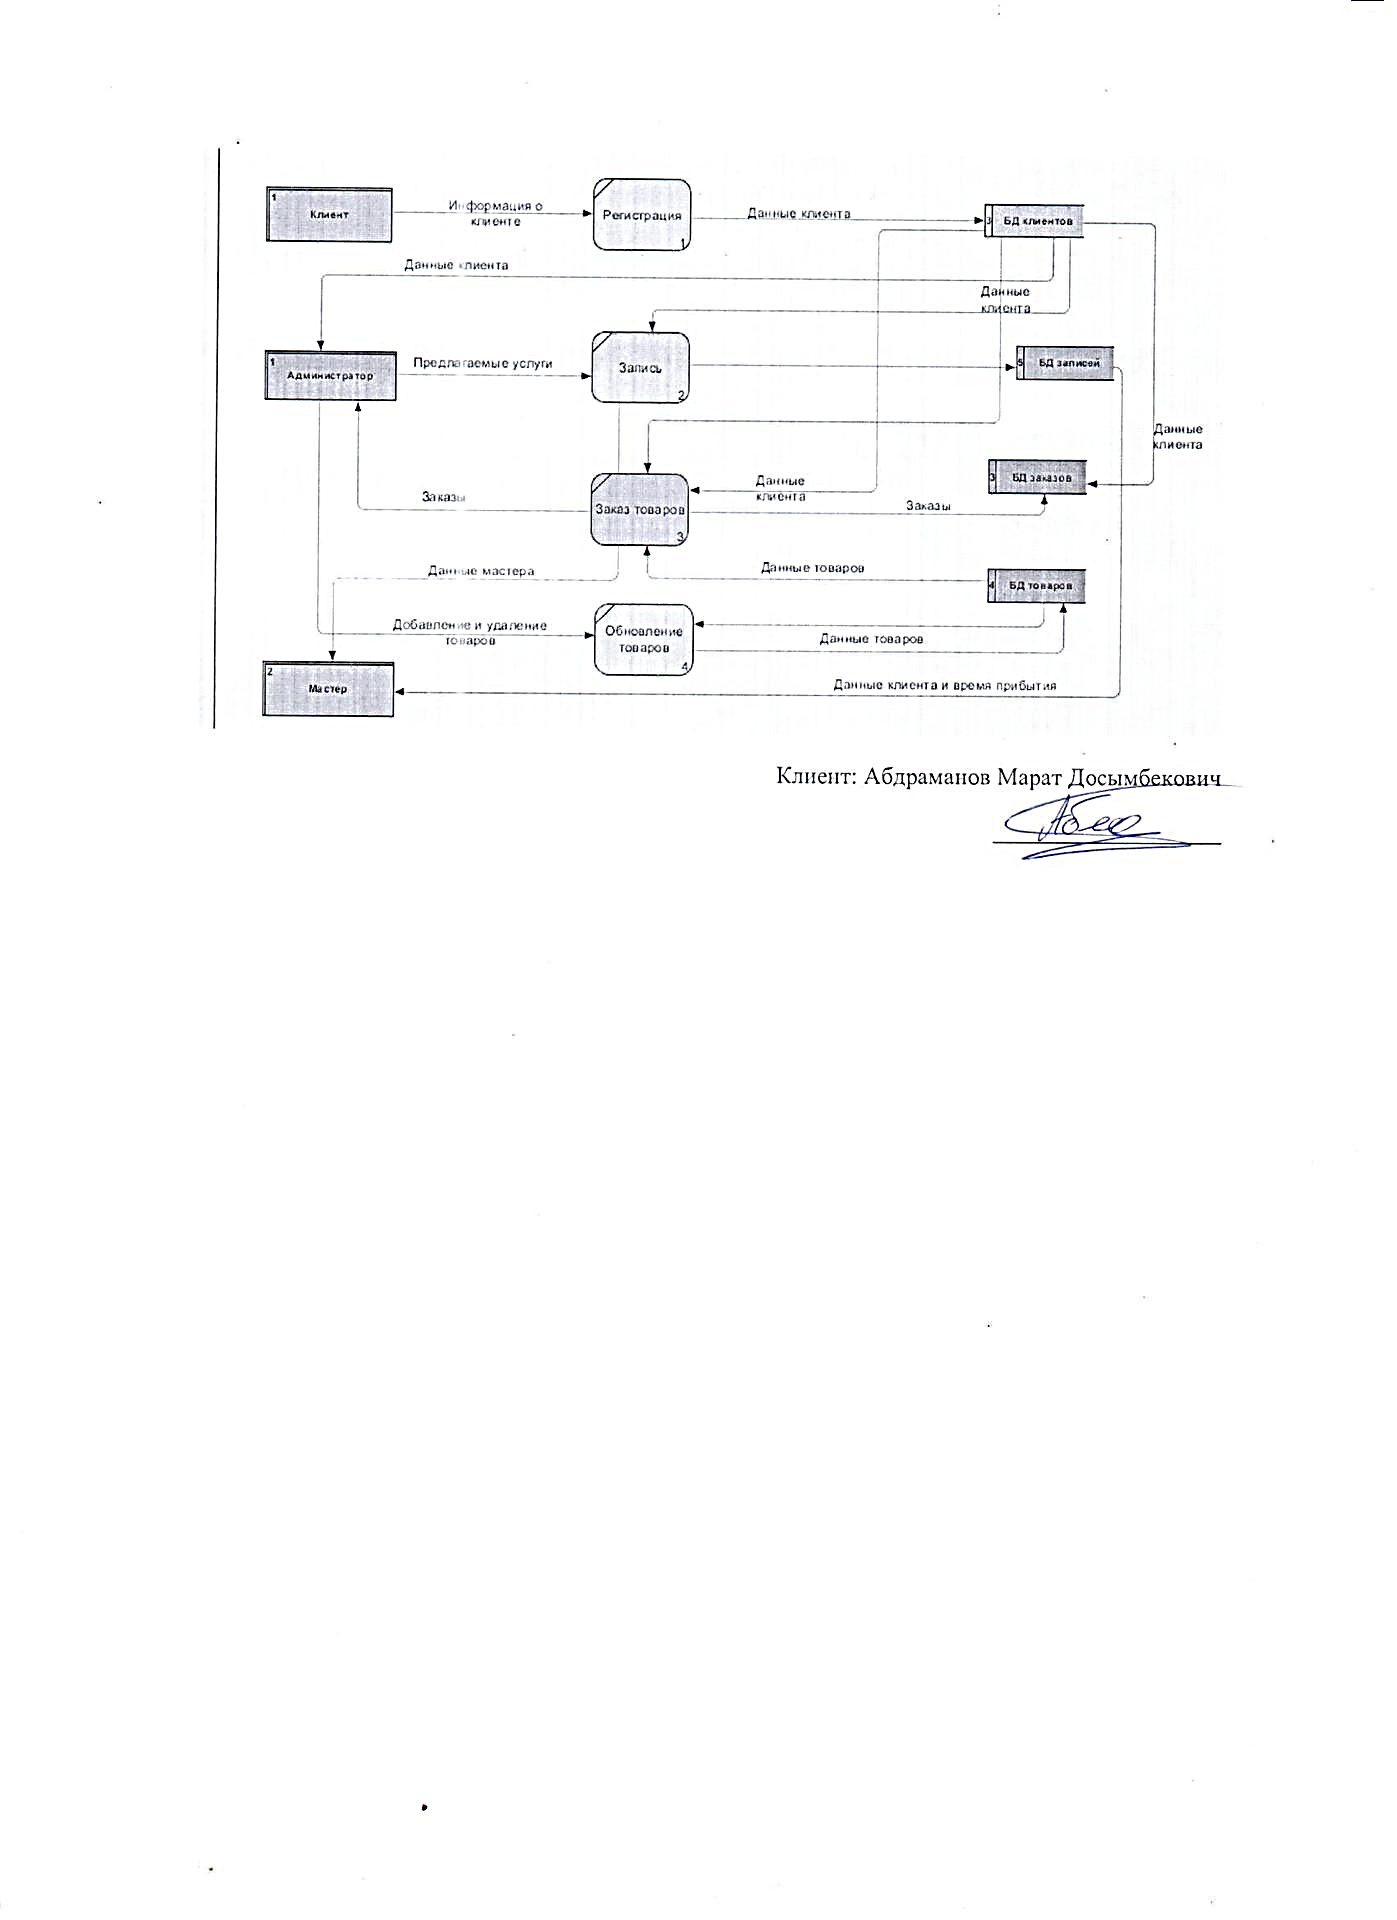 1
Клиент
Информация о
клиенте
Регистрация
1
Данные клиента
3
БД клиентов
Данные клиента
Данные
клиента
1
Администратор
Предлагаемые услуги
Запись
2
5
БД записей
Данные
клиента
Заказы
Заказ товаров
3
Данные
клиента
Заказы
3
БД заказов
Данные мастера
Данные товаров
4
БД товаров
Добавление и удаление
товаров
Обновление
товаров
4
Данные товаров
2
Мастер
Данные клиента и время прибытия
Клиент: Абдраманов Марат Досымбекович